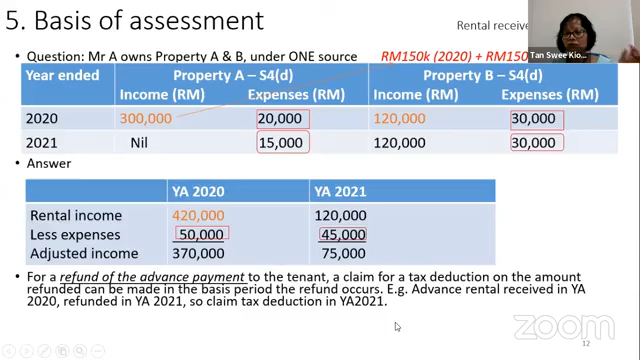 5. Basis of assessment
Rental receive
• Question: Mr A owns Property A & B, under ONE source
RM150k (2020) + RM150
Tan Swee Kio...
Year ended Property A – S4(d) Property B – S4(d)
Income (RM) Expenses (RM) Income (RM) Expenses (RM)
2020 300,000 20,000 120,000 30,000
2021 Nil 15,000 120,000 30,000
• Answer
YA 2020 YA 2021
Rental income 420,000 120,000
Less expenses 50,000 45,000
Adjusted income 370,000 75,000
• For a refund of the advance payment to the tenant, a claim for a tax deduction on the amount
refunded can be made in the basis period the refund occurs. E.g. Advance rental received in YA
2020, refunded in YA 2021, so claim tax deduction in YA2021.
zoom
12